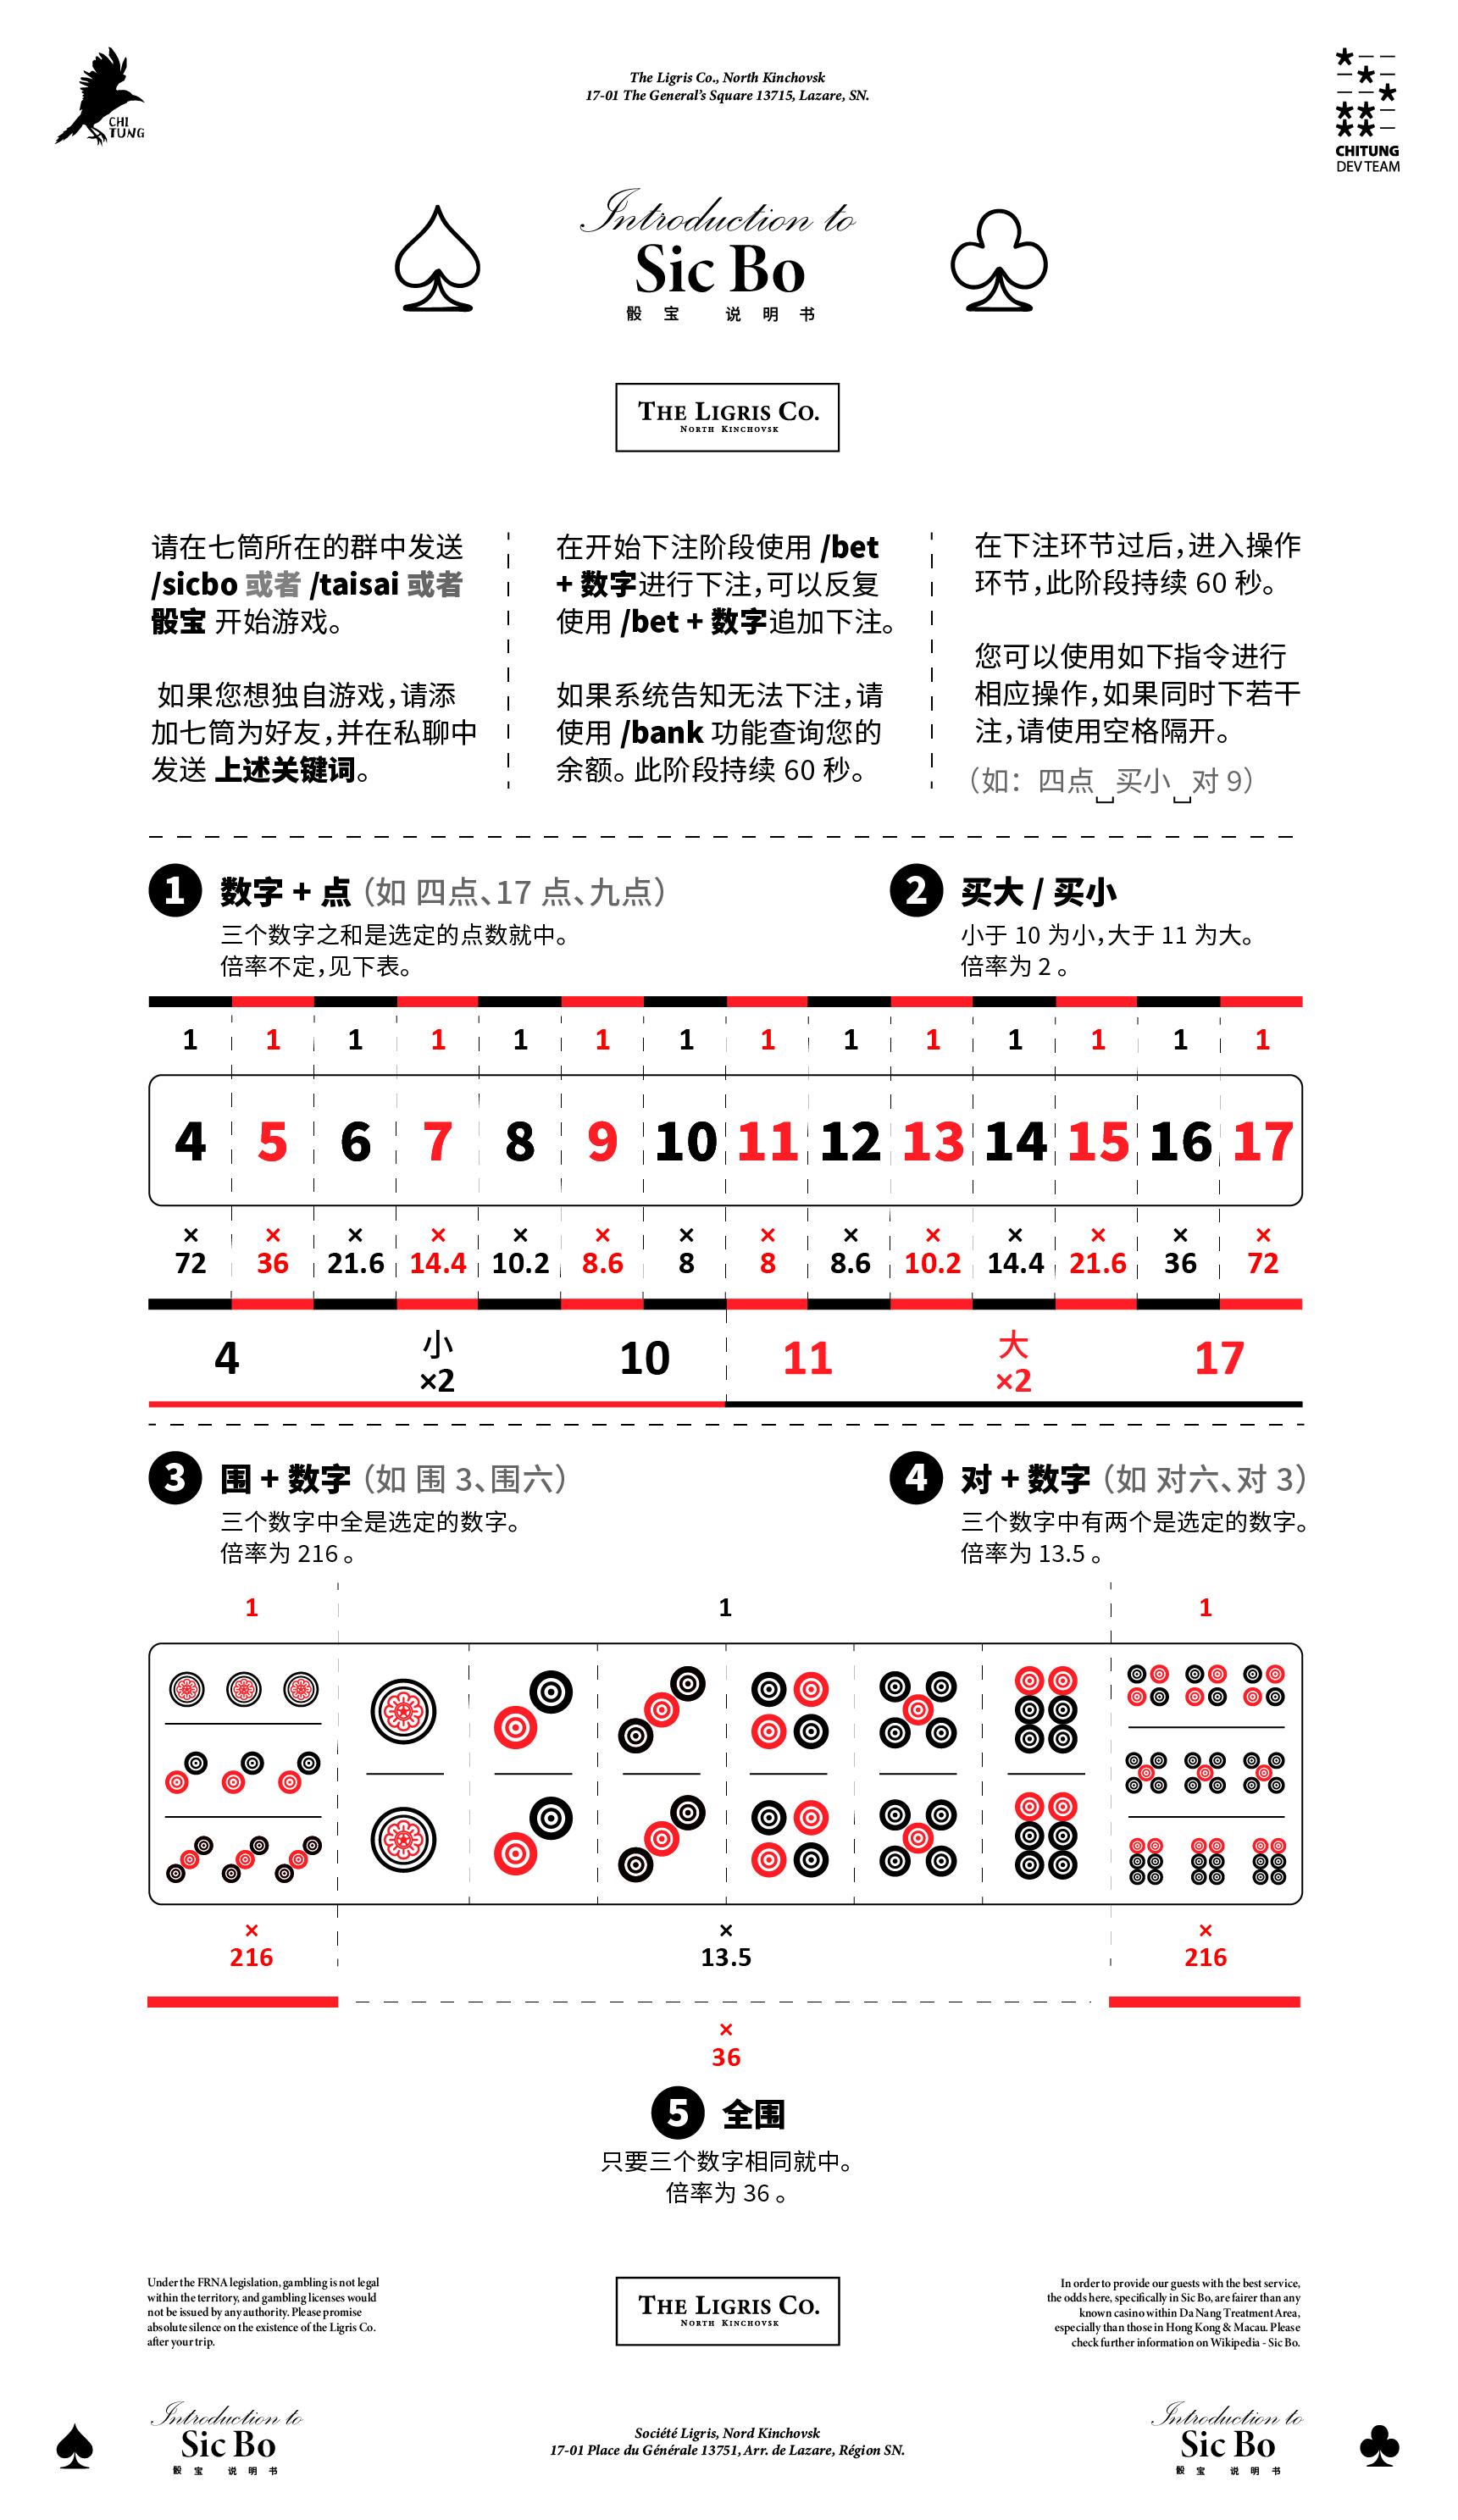 CHI
TUNG
The Ligris Co., North Kinchovsk
17-01 The General's Square 13715, Lazare, SN.
CHITUNG
DEV TEAM
Introduction to
Sic Bo
骰宝 说明书
THE LIGRIS CO.
NORTH KINCHOVSK
请在七筒所在的群中发送
/sicbo 或者 /taisai 或者
骰宝 开始游戏。
如果您想独自游戏，请添
加七筒为好友，并在私聊中
发送 上述关键词。
在开始下注阶段使用 /bet
+ 数字进行下注，可以反复
使用 /bet + 数字追加下注。
如果系统告知无法下注，请
使用 /bank 功能查询您的
余额。此阶段持续 60 秒。
在下注环节过后，进入操作
环节，此阶段持续 60 秒。
您可以使用如下指令进行
相应操作，如果同时下若干
注，请使用空格隔开。
（如：四点␣买小␣对 9）
1 数字 + 点（如 四点、17 点、九点）
三个数字之和是选定的点数就中。
倍率不定，见下表。
2 买大 / 买小
小于 10 为小，大于 11 为大。
倍率为 2 。
1 1 1 1 1 1 1 1 1 1 1 1 1 1
4 5 6 7 8 9 10 11 12 13 14 15 16 17
× × × × × × × × × × × × × ×
72 36 21.6 14.4 10.2 8.6 8 8 8.6 10.2 14.4 21.6 36 72
4 小 10 11 大 17
×2 ×2
3 围 + 数字（如 围 3、围六）
三个数字中全是选定的数字。
倍率为 216 。
4 对 + 数字（如 对六、对 3）
三个数字中有两个是选定的数字。
倍率为 13.5 。
1 1 1
× × ×
216 13.5 216
×
36
5 全围
只要三个数字相同就中。
倍率为 36 。
Under the FRNA legislation, gambling is not legal
within the territory, and gambling licenses would
not be issued by any authority. Please promise
absolute silence on the existence of the Ligris Co.
after your trip.
THE LIGRIS CO.
NORTH KINCHOVSK
In order to provide our guests with the best service,
the odds here, specifically in Sic Bo, are fairer than any
known casino within Da Nang Treatment Area,
especially than those in Hong Kong & Macau. Please
check further information on Wikipedia - Sic Bo.
Introduction to
Sic Bo
骰宝 说明书
Société Ligris, Nord Kinchovsk
17-01 Place du Générale 13751, Arr. de Lazare, Région SN.
Introduction to
Sic Bo
骰宝 说明书